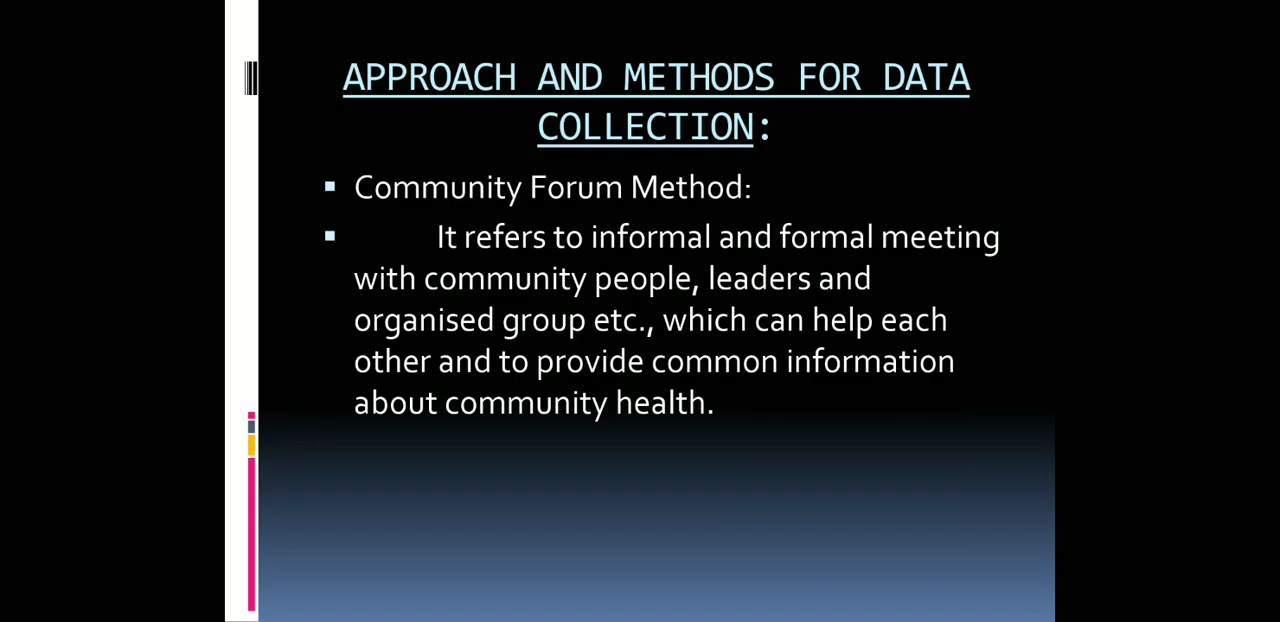 APPROACH AND METHODS FOR DATA
COLLECTION:
▪ Community Forum Method:
▪ It refers to informal and formal meeting
with community people, leaders and
organised group etc., which can help each
other and to provide common information
about community health.